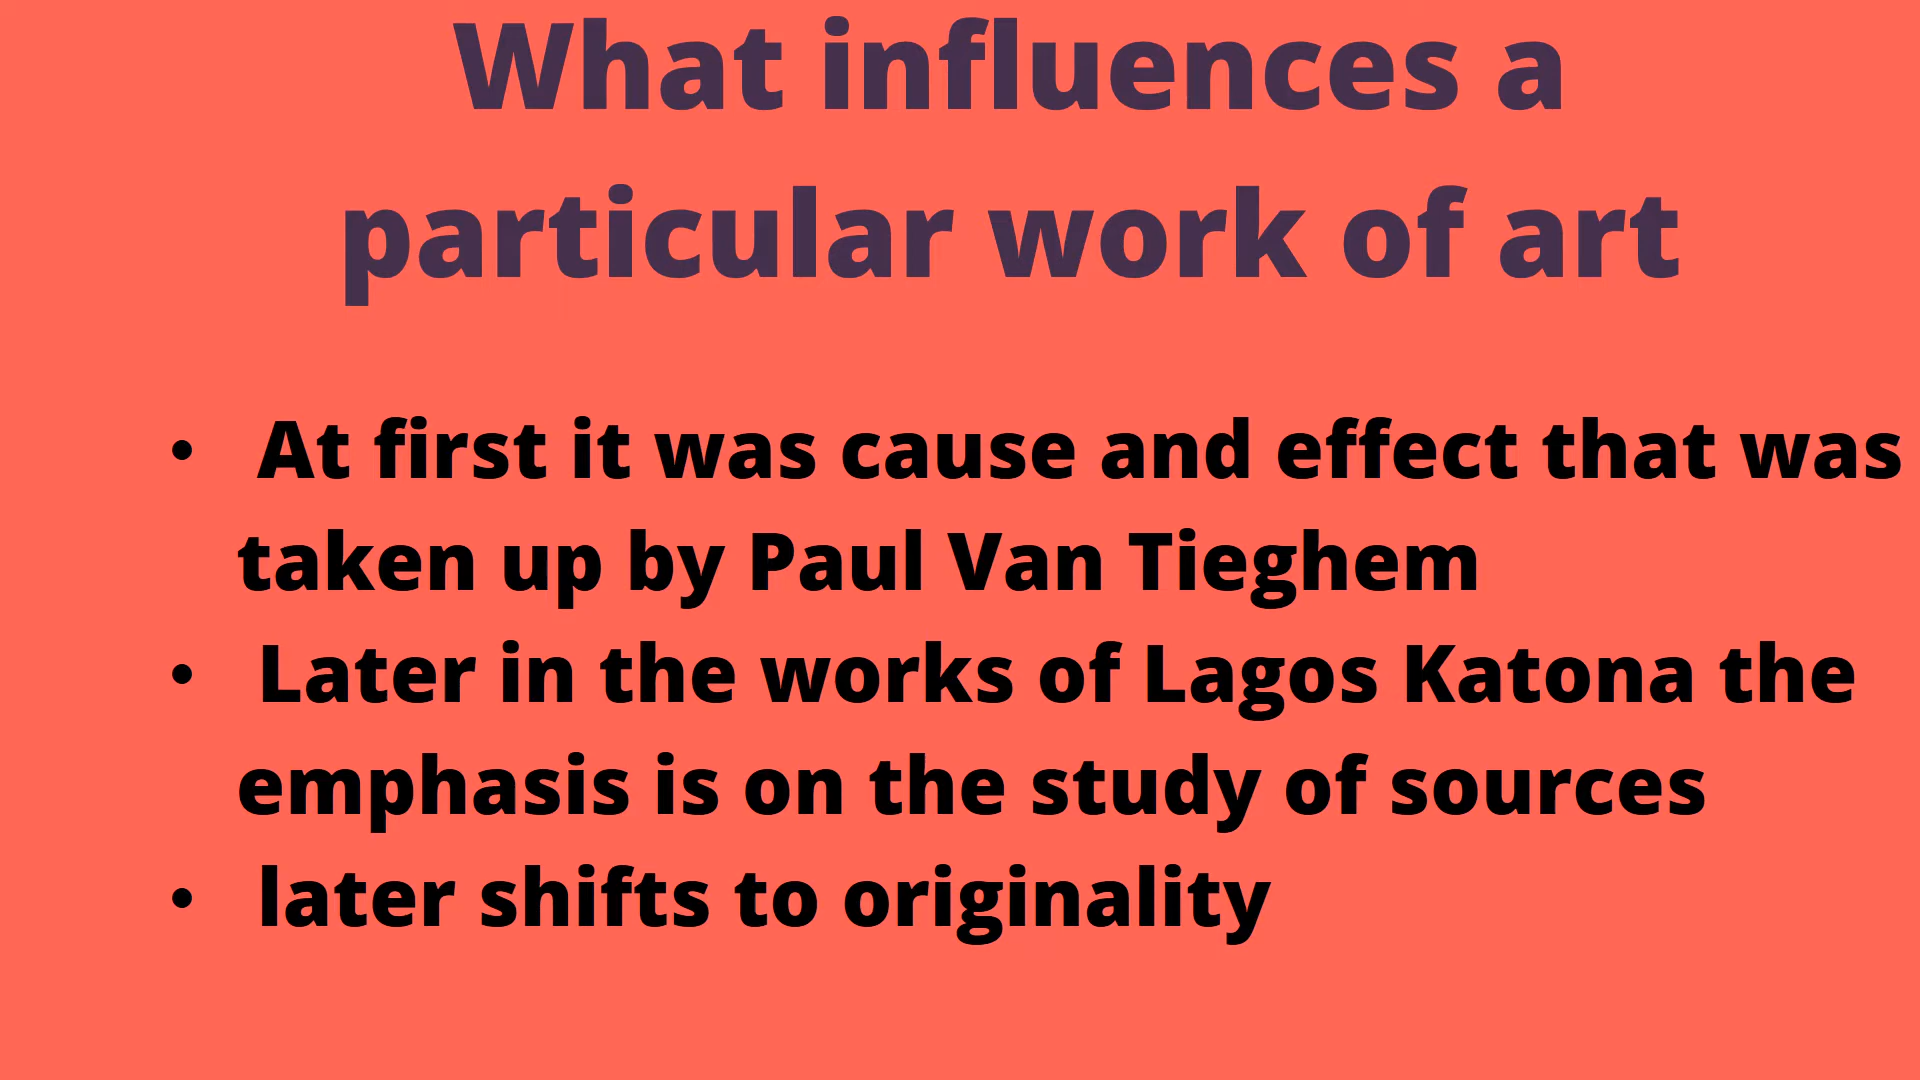 What influences a
particular work of art
• At first it was cause and effect that was
taken up by Paul Van Tieghem
• Later in the works of Lagos Katona the
emphasis is on the study of sources
• later shifts to originality